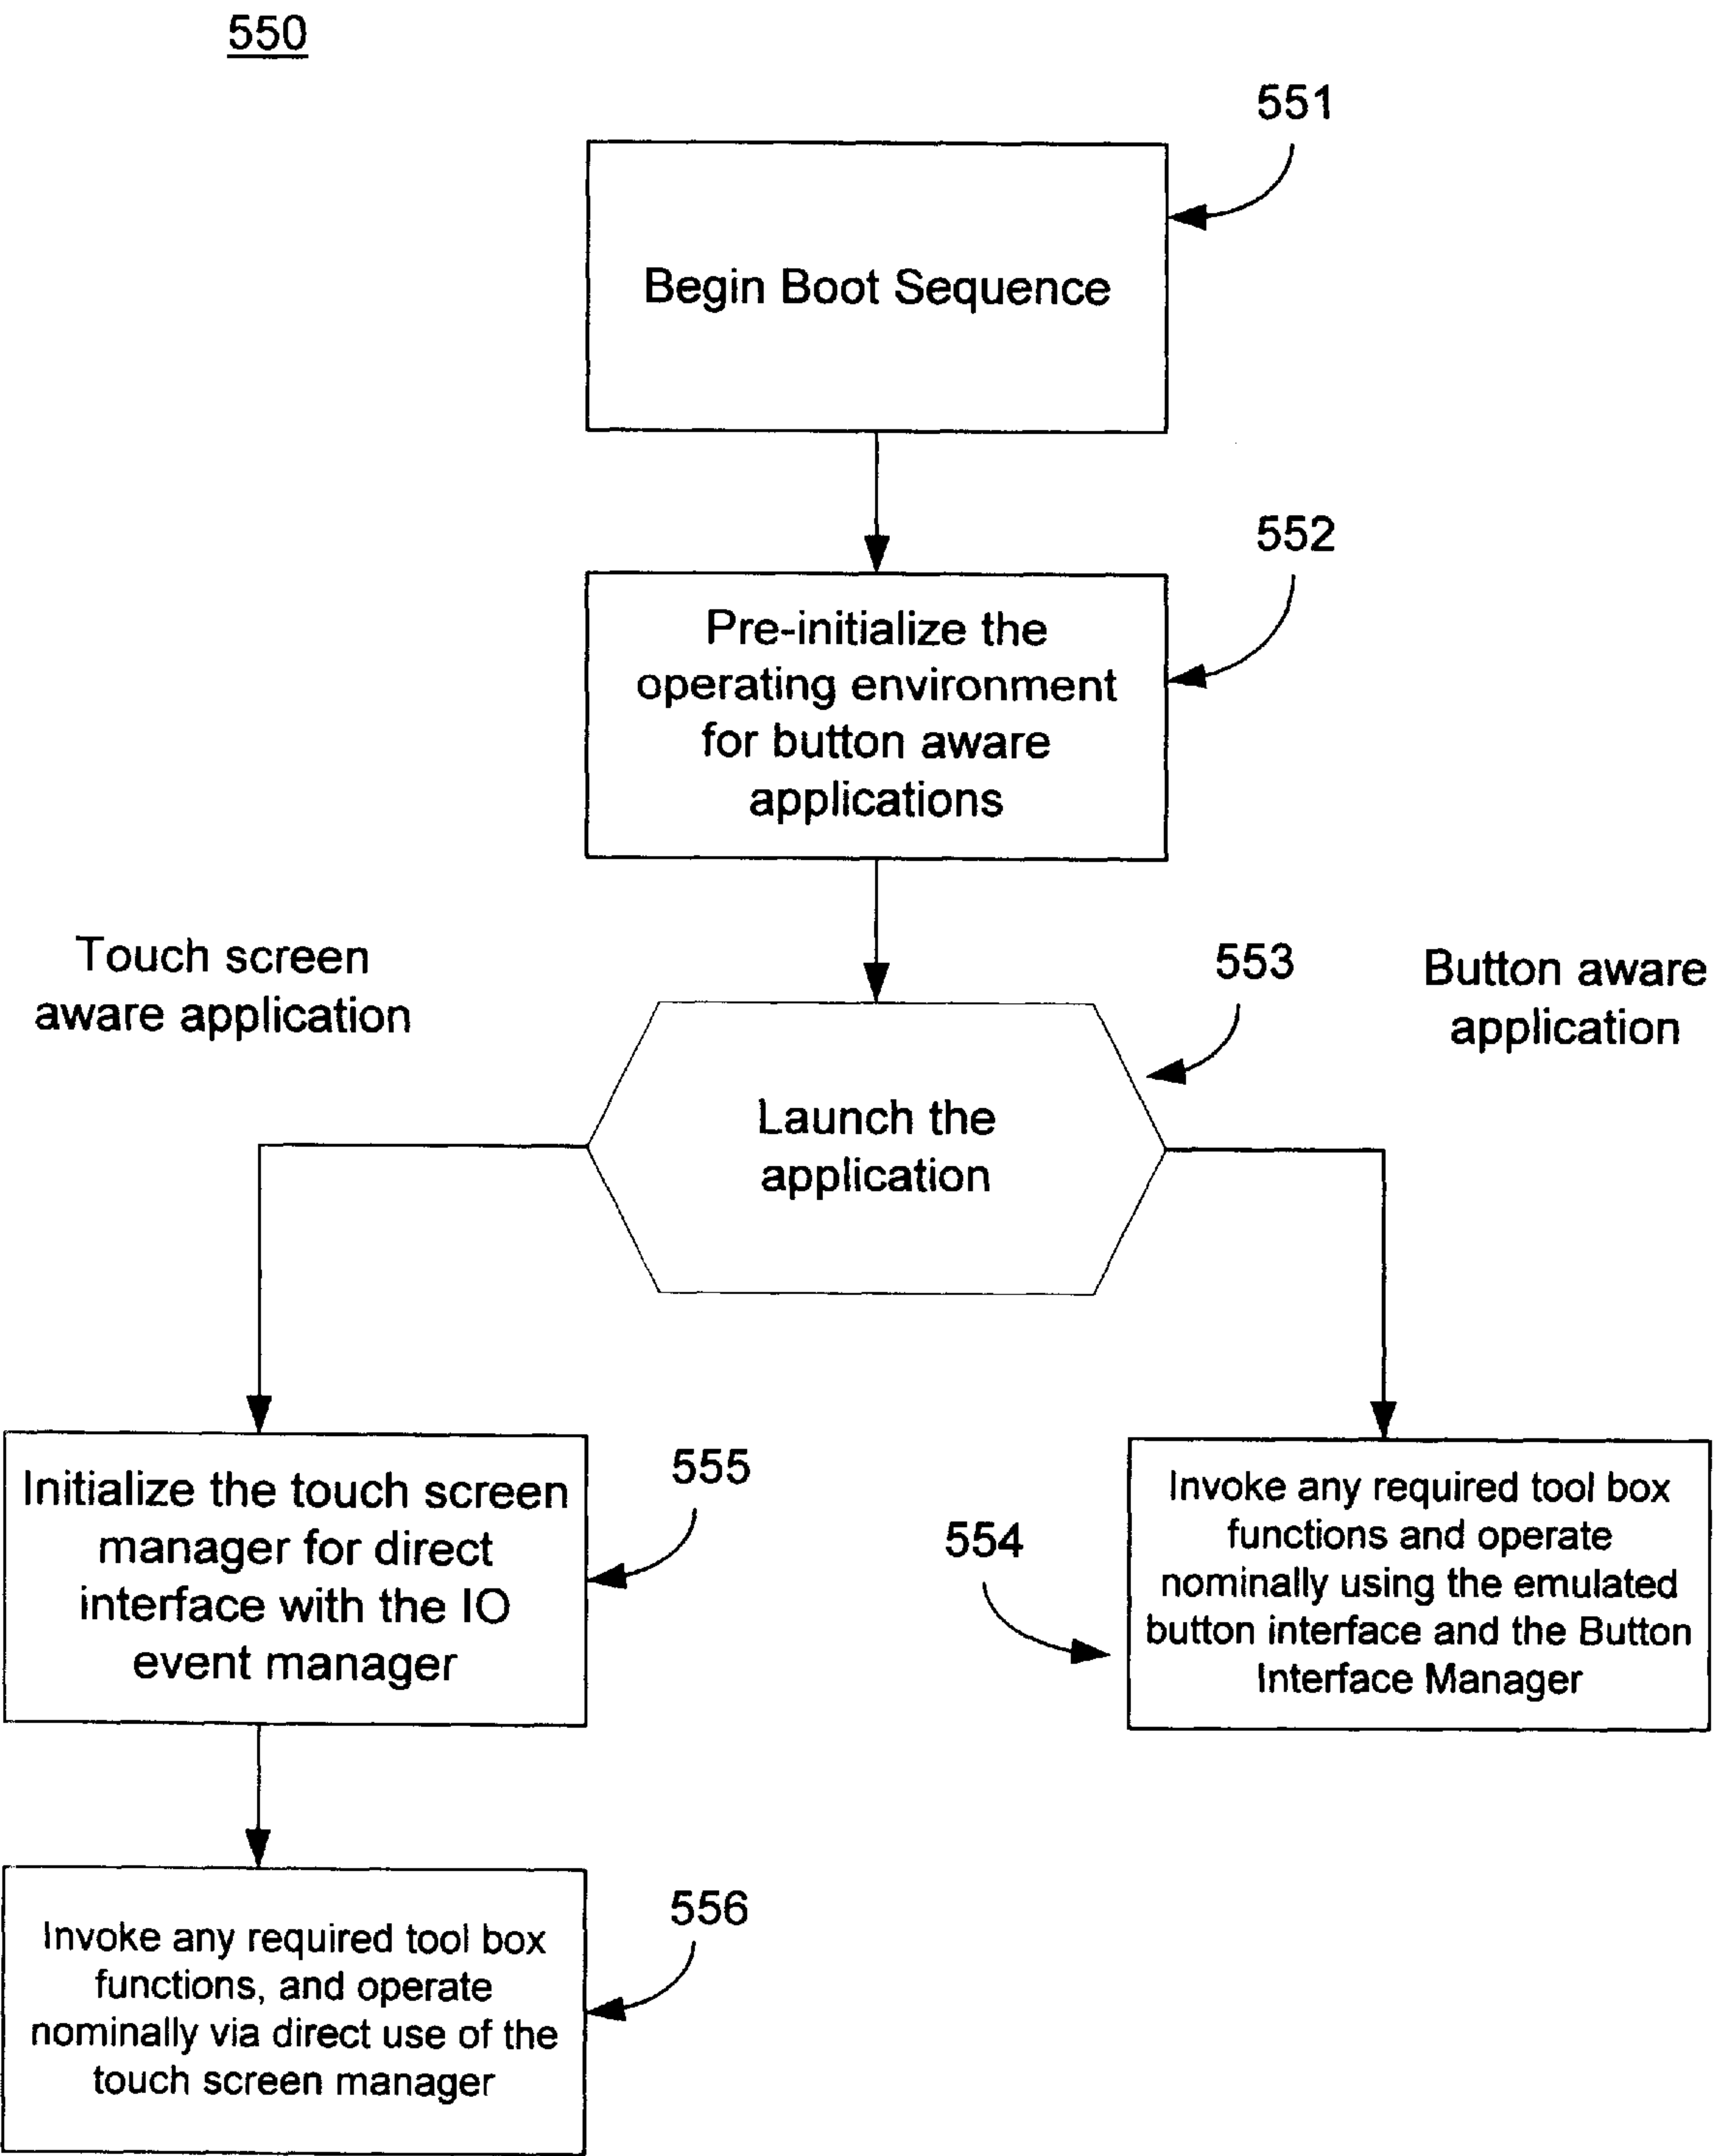 550
551
Begin Boot Sequence
552
Pre-initialize the
operating environment
for button aware
applications
Touch screen
aware application
553
Button aware
application
Launch the
application
Initialize the touch screen
manager for direct
interface with the IO
event manager
555
554
Invoke any required tool box
functions and operate
nominally using the emulated
button interface and the Button
Interface Manager
556
Invoke any required tool box
functions, and operate
nominally via direct use of the
touch screen manager